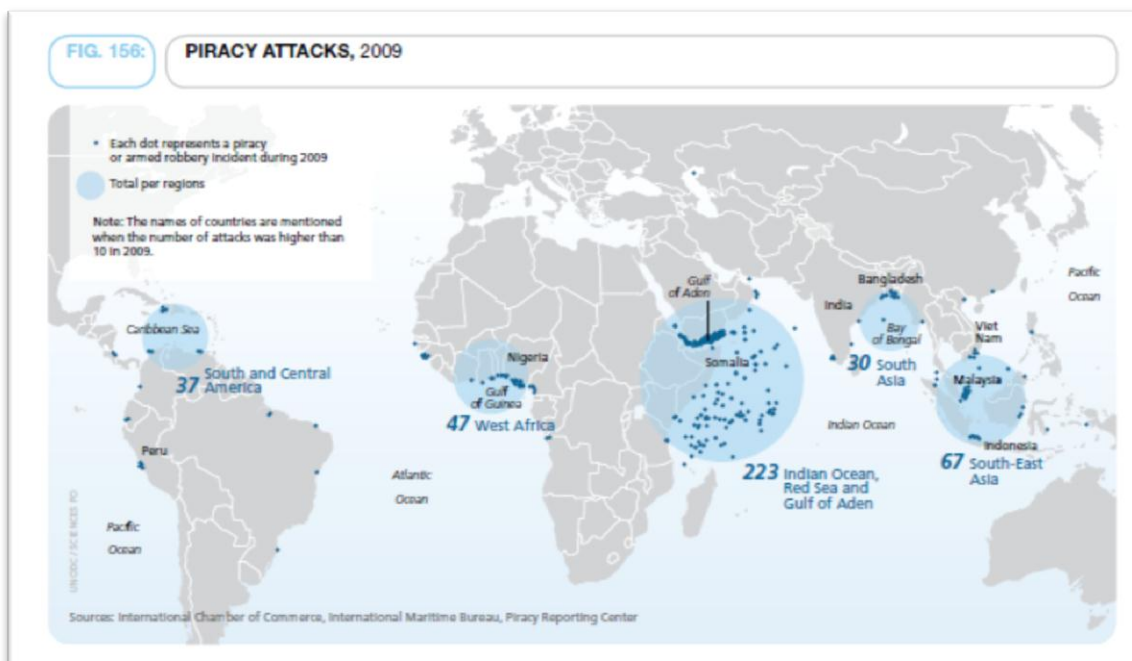 FIG. 156:
PIRACY ATTACKS, 2009
Each dot represents a piracy
or armed robbery incident during 2009
Total per regions
Note: The names of countries are mentioned
when the number of attacks was higher than
10 in 2009.
Caribbean Sea
37 South and Central
America
Peru
Pacific
Ocean
Atlantic
Ocean
Nigeria
Gulf
of Guinea
47 West Africa
Gulf
of Aden
Somalia
223 Indian Ocean,
Red Sea and
Gulf of Aden
Indian Ocean
India
Bangladesh
Bay
of Bengal
30 South
Asia
Viet
Nam
Malaysia
Indonesia
67 South-East
Asia
Pacific
Ocean
UNODC / SCIENCES PO
Sources: International Chamber of Commerce, International Maritime Bureau, Piracy Reporting Center